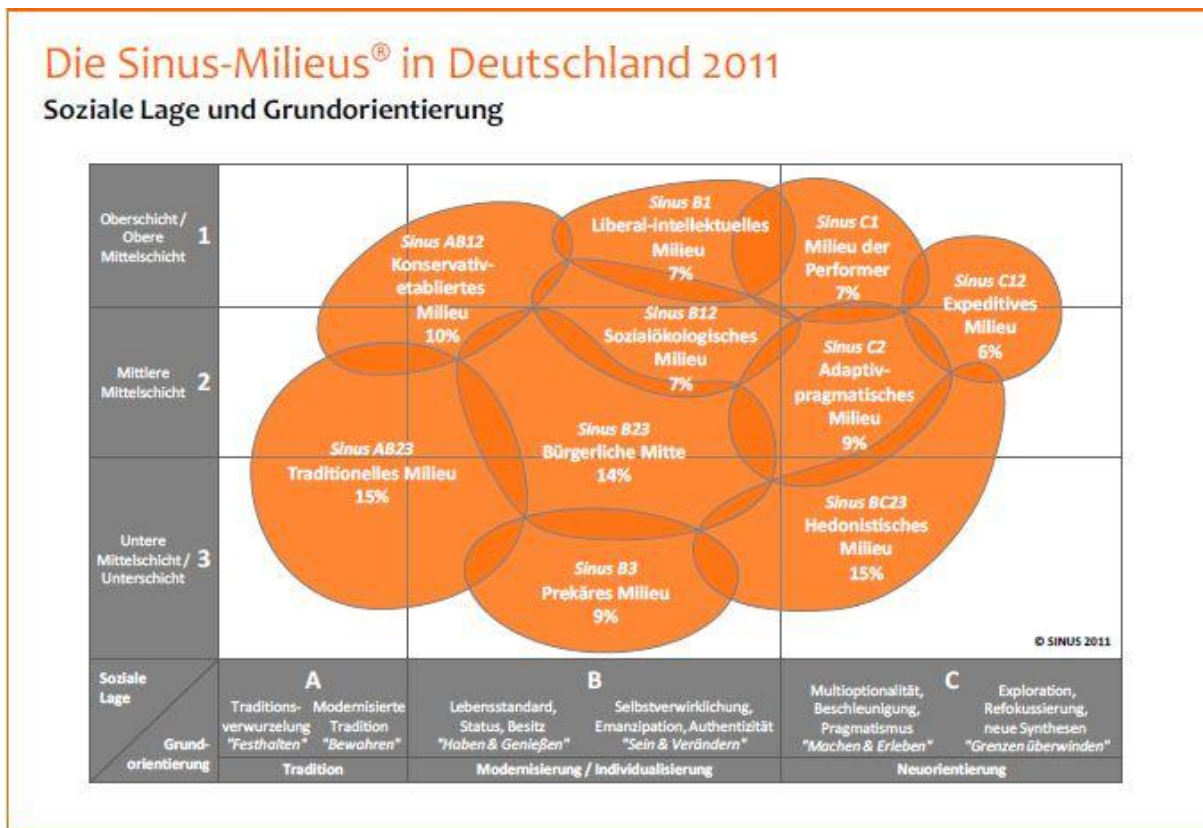 Die Sinus-Milieus® in Deutschland 2011
Soziale Lage und Grundorientierung
Oberschicht /
Obere
Mittelschicht
1
Mittlere
Mittelschicht
2
Untere
Mittelschicht /
Unterschicht
3
Sinus AB12
Konservativ-
etabliertes
Milieu
10%
Sinus B1
Liberal-intellektuelles
Milieu
7%
Sinus C1
Milieu der
Performer
7%
Sinus C12
Expeditives
Milieu
6%
Sinus B12
Sozialökologisches
Milieu
7%
Sinus C2
Adaptiv-
pragmatisches
Milieu
9%
Sinus AB23
Traditionelles Milieu
15%
Sinus B23
Bürgerliche Mitte
14%
Sinus BC23
Hedonistisches
Milieu
15%
Sinus B3
Prekäres Milieu
9%
© SINUS 2011
Soziale
Lage
Grund-
orientierung
A
Traditions-
verwurzelung
"Festhalten"
Modernisierte
Tradition
"Bewahren"
Tradition
B
Lebensstandard,
Status, Besitz
"Haben & Genießen"
Selbstverwirklichung,
Emanzipation, Authentizität
"Sein & Verändern"
Modernisierung / Individualisierung
C
Multioptionalität,
Beschleunigung,
Pragmatismus
"Machen & Erleben"
Exploration,
Refokussierung,
neue Synthesen
"Grenzen überwinden"
Neuorientierung